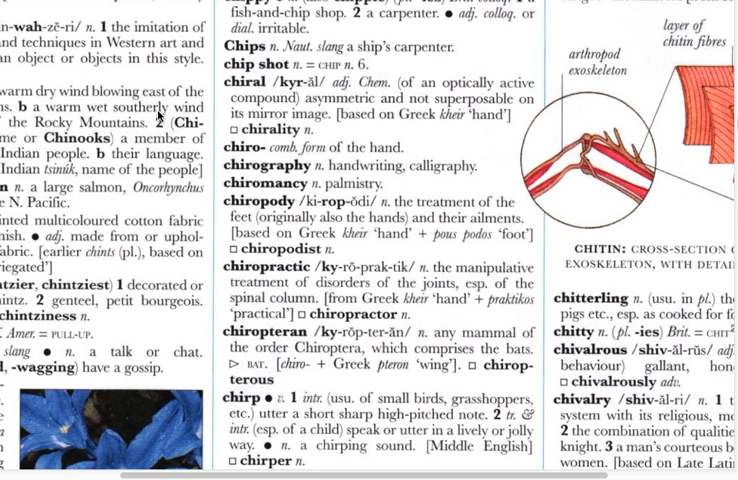 n-wah-zĕ-ri/ n. 1 the imitation of
nd techniques in Western art and
an object or objects in this style.
warm dry wind blowing east of the
ns. b a warm wet southerly wind
the Rocky Mountains. 2 (Chi-
me or Chinooks) a member of
Indian people. b their language.
Indian tsinúk, name of the people]
n n. a large salmon, Oncorhynchus
e N. Pacific.
inted multicoloured cotton fabric
nish. ● adj. made from or uphol-
abric. [earlier chints (pl.), based on
riegated']
tzier, chintziest) 1 decorated or
intz. 2 genteel, petit bourgeois.
chintziness n.
Amer. = PULL-UP.
slang ● n. a talk or chat.
, -wagging) have a gossip.
fish-and-chip shop. 2 a carpenter. ● adj. colloq. or
dial. irritable.
Chips n. Naut. slang a ship's carpenter.
chip shot n. = CHIP n. 6.
chiral /kyr-ăl/ adj. Chem. (of an optically active
compound) asymmetric and not superposable on
its mirror image. [based on Greek kheir 'hand']
□ chirality n.
chiro- comb. form of the hand.
chirography n. handwriting, calligraphy.
chiromancy n. palmistry.
chiropody /ki-rop-ŏdi/ n. the treatment of the
feet (originally also the hands) and their ailments.
[based on Greek kheir 'hand' + pous podos 'foot']
□ chiropodist n.
chiropractic /ky-rŏ-prak-tik/ n. the manipulative
treatment of disorders of the joints, esp. of the
spinal column. [from Greek kheir 'hand' + praktikos
'practical'] □ chiropractor n.
chiropteran /ky-rŏp-ter-ăn/ n. any mammal of
the order Chiroptera, which comprises the bats.
▷ BAT. [chiro- + Greek pteron 'wing']. □ chirop-
terous
chirp ● v. 1 intr. (usu. of small birds, grasshoppers,
etc.) utter a short sharp high-pitched note. 2 tr. &
intr. (esp. of a child) speak or utter in a lively or jolly
way. ● n. a chirping sound. [Middle English]
□ chirper n.
layer of
chitin fibres
arthropod
exoskeleton
CHITIN: CROSS-SECTION
EXOSKELETON, WITH DETAI
chitterling n. (usu. in pl.) th
pigs etc., esp. as cooked for fo
chitty n. (pl. -ies) Brit. = CHIT²
chivalrous /shiv-ăl-rŭs/ adj
behaviour) gallant, hon
□ chivalrously adv.
chivalry /shiv-ăl-ri/ n. 1 t
system with its religious, m
2 the combination of qualitie
knight. 3 a man's courteous b
women. [based on Late Lati